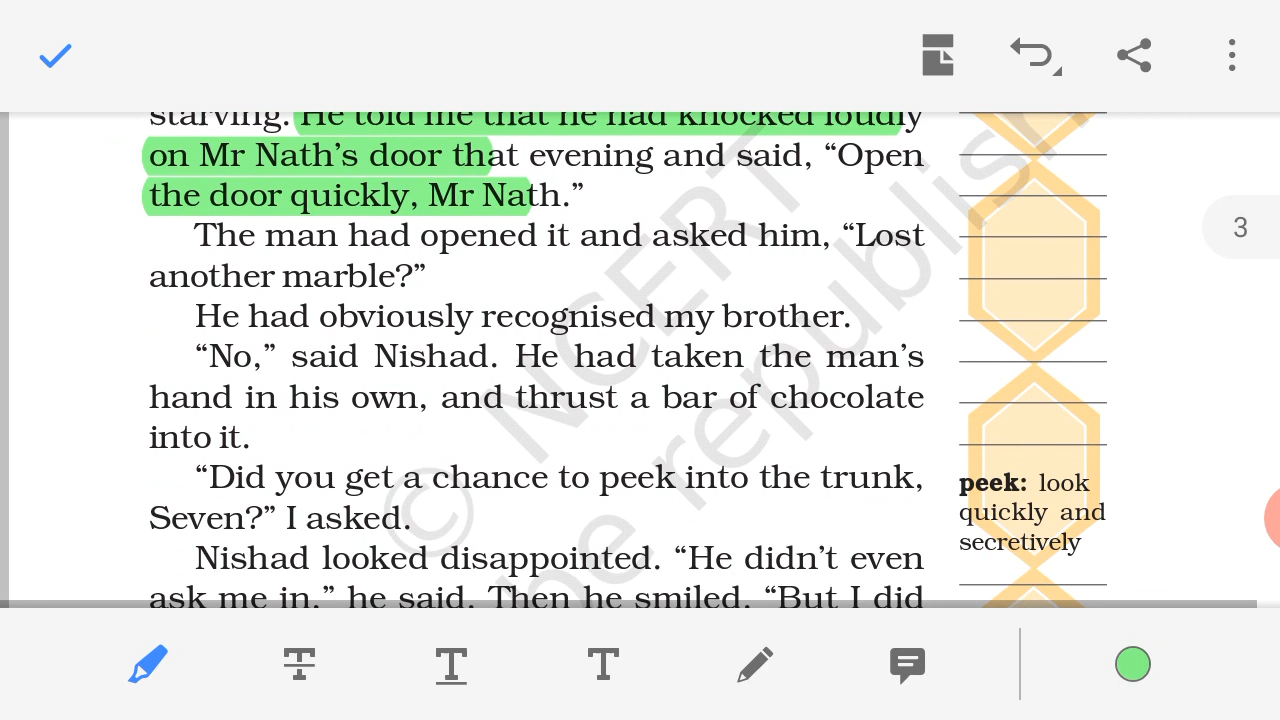 starving. He told me that he had knocked loudly
on Mr Nath’s door that evening and said, “Open
the door quickly, Mr Nath.”
The man had opened it and asked him, “Lost
another marble?”
He had obviously recognised my brother.
“No,” said Nishad. He had taken the man’s
hand in his own, and thrust a bar of chocolate
into it.
“Did you get a chance to peek into the trunk,
Seven?” I asked.
Nishad looked disappointed. “He didn’t even
ask me in,” he said. Then he smiled. “But I did
peek: look
quickly and
secretively
3
© NCERT
be republish